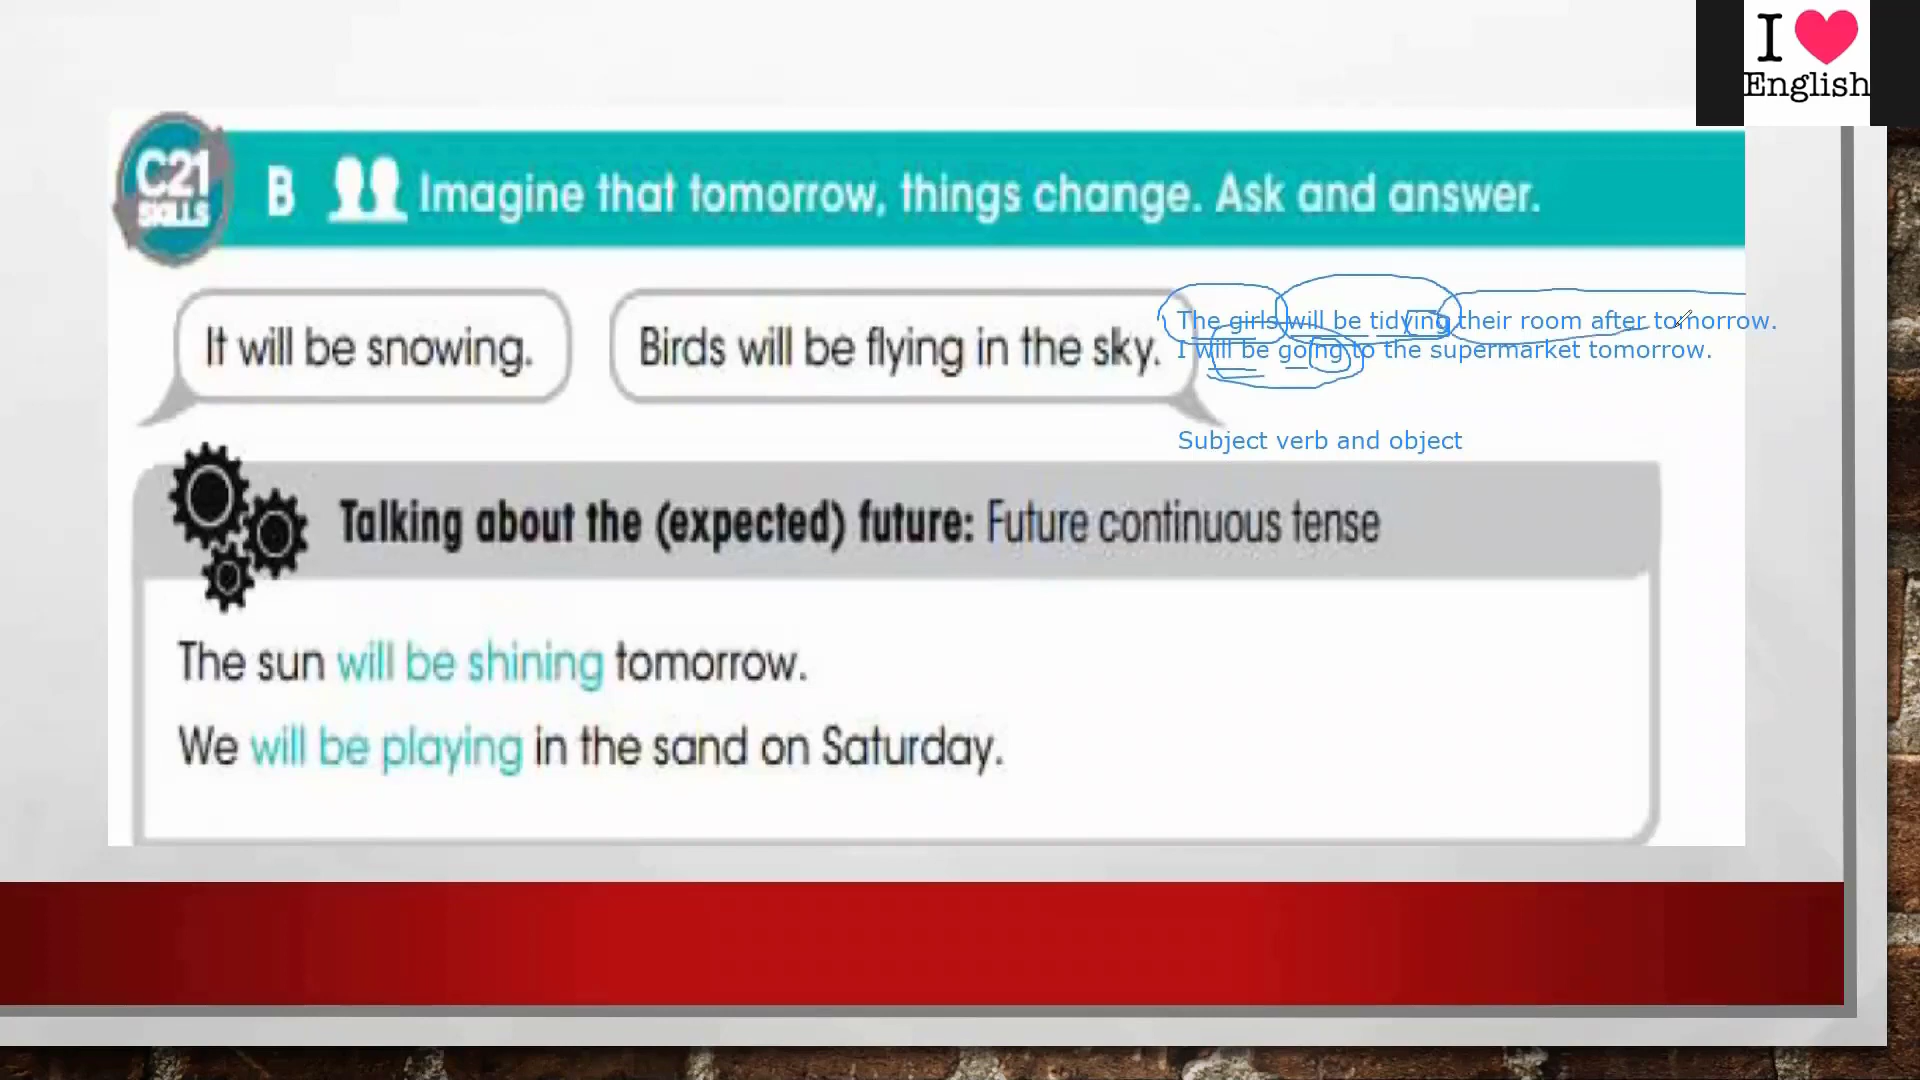 I
English
C21
SKILLS
B Imagine that tomorrow, things change. Ask and answer.
It will be snowing.
Birds will be flying in the sky.
The girls will be tidying their room after tomorrow.
I will be going to the supermarket tomorrow.
Subject verb and object
Talking about the (expected) future: Future continuous tense
The sun will be shining tomorrow.
We will be playing in the sand on Saturday.